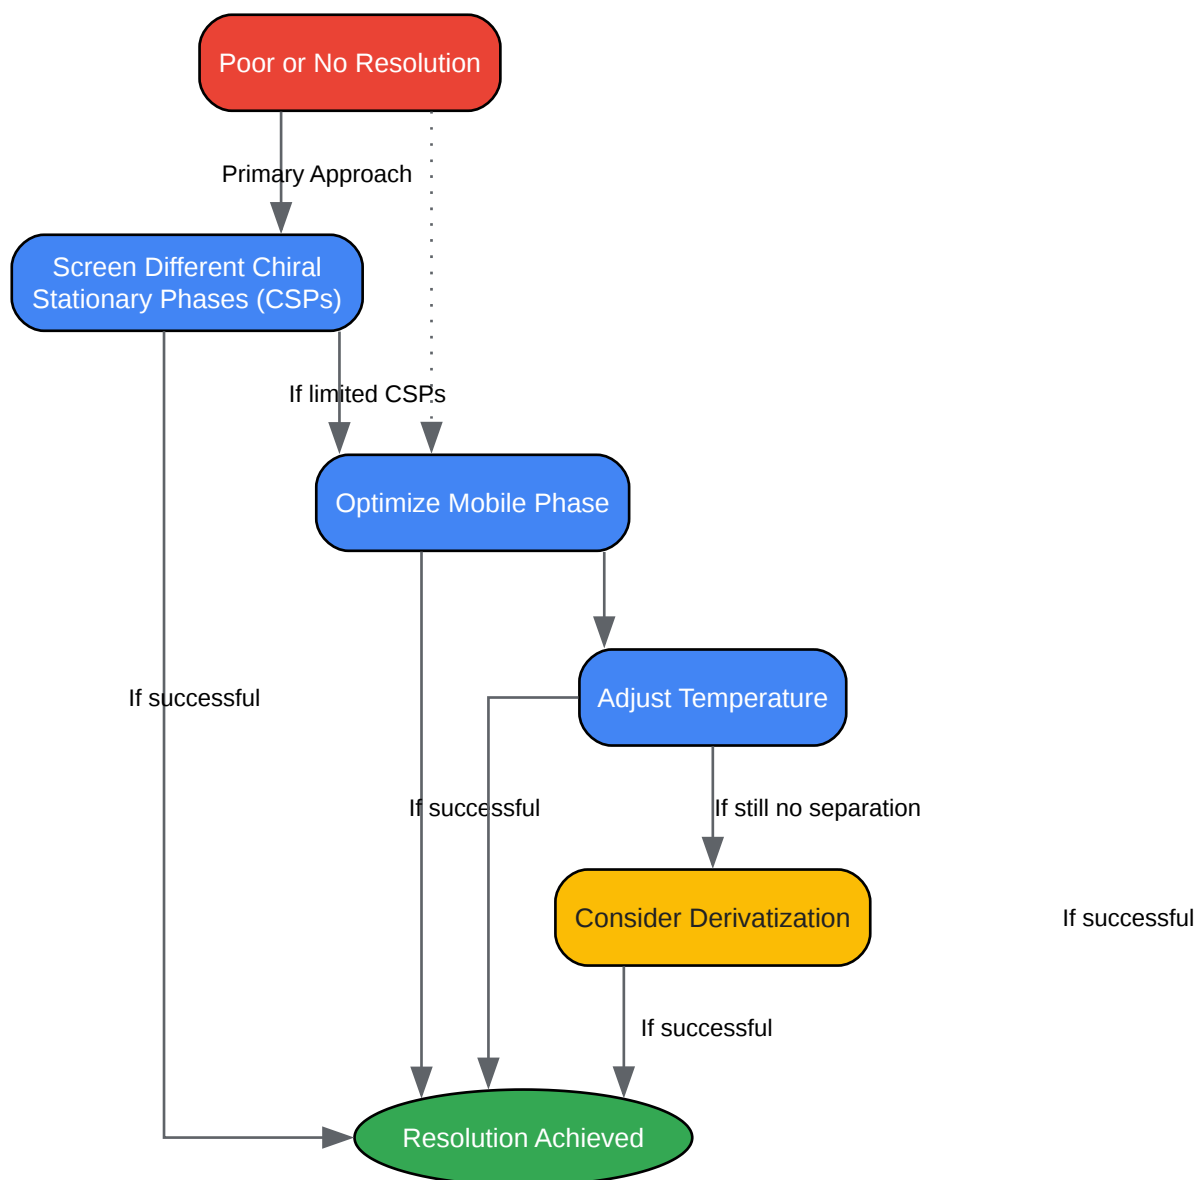 Poor or No Resolution
Primary Approach
Screen Different Chiral
Stationary Phases (CSPs)
If limited CSPs
Optimize Mobile Phase
If successful
Adjust Temperature
If successful
If still no separation
Consider Derivatization
If successful
If successful
Resolution Achieved